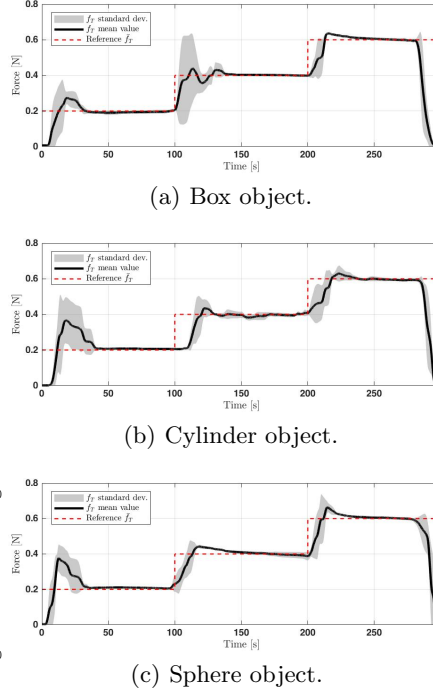 0.8
0.6
0.4
0.2
0
Force [N]
f_T standard dev.
f_T mean value
Reference f̄_T
0 50 100 150 200 250
Time [s]
(a) Box object.
0.8
0.6
0.4
0.2
0
Force [N]
f_T standard dev.
f_T mean value
Reference f̄_T
0 50 100 150 200 250
Time [s]
(b) Cylinder object.
0.8
0.6
0.4
0.2
0
Force [N]
f_T standard dev.
f_T mean value
Reference f̄_T
0 50 100 150 200 250
Time [s]
(c) Sphere object.